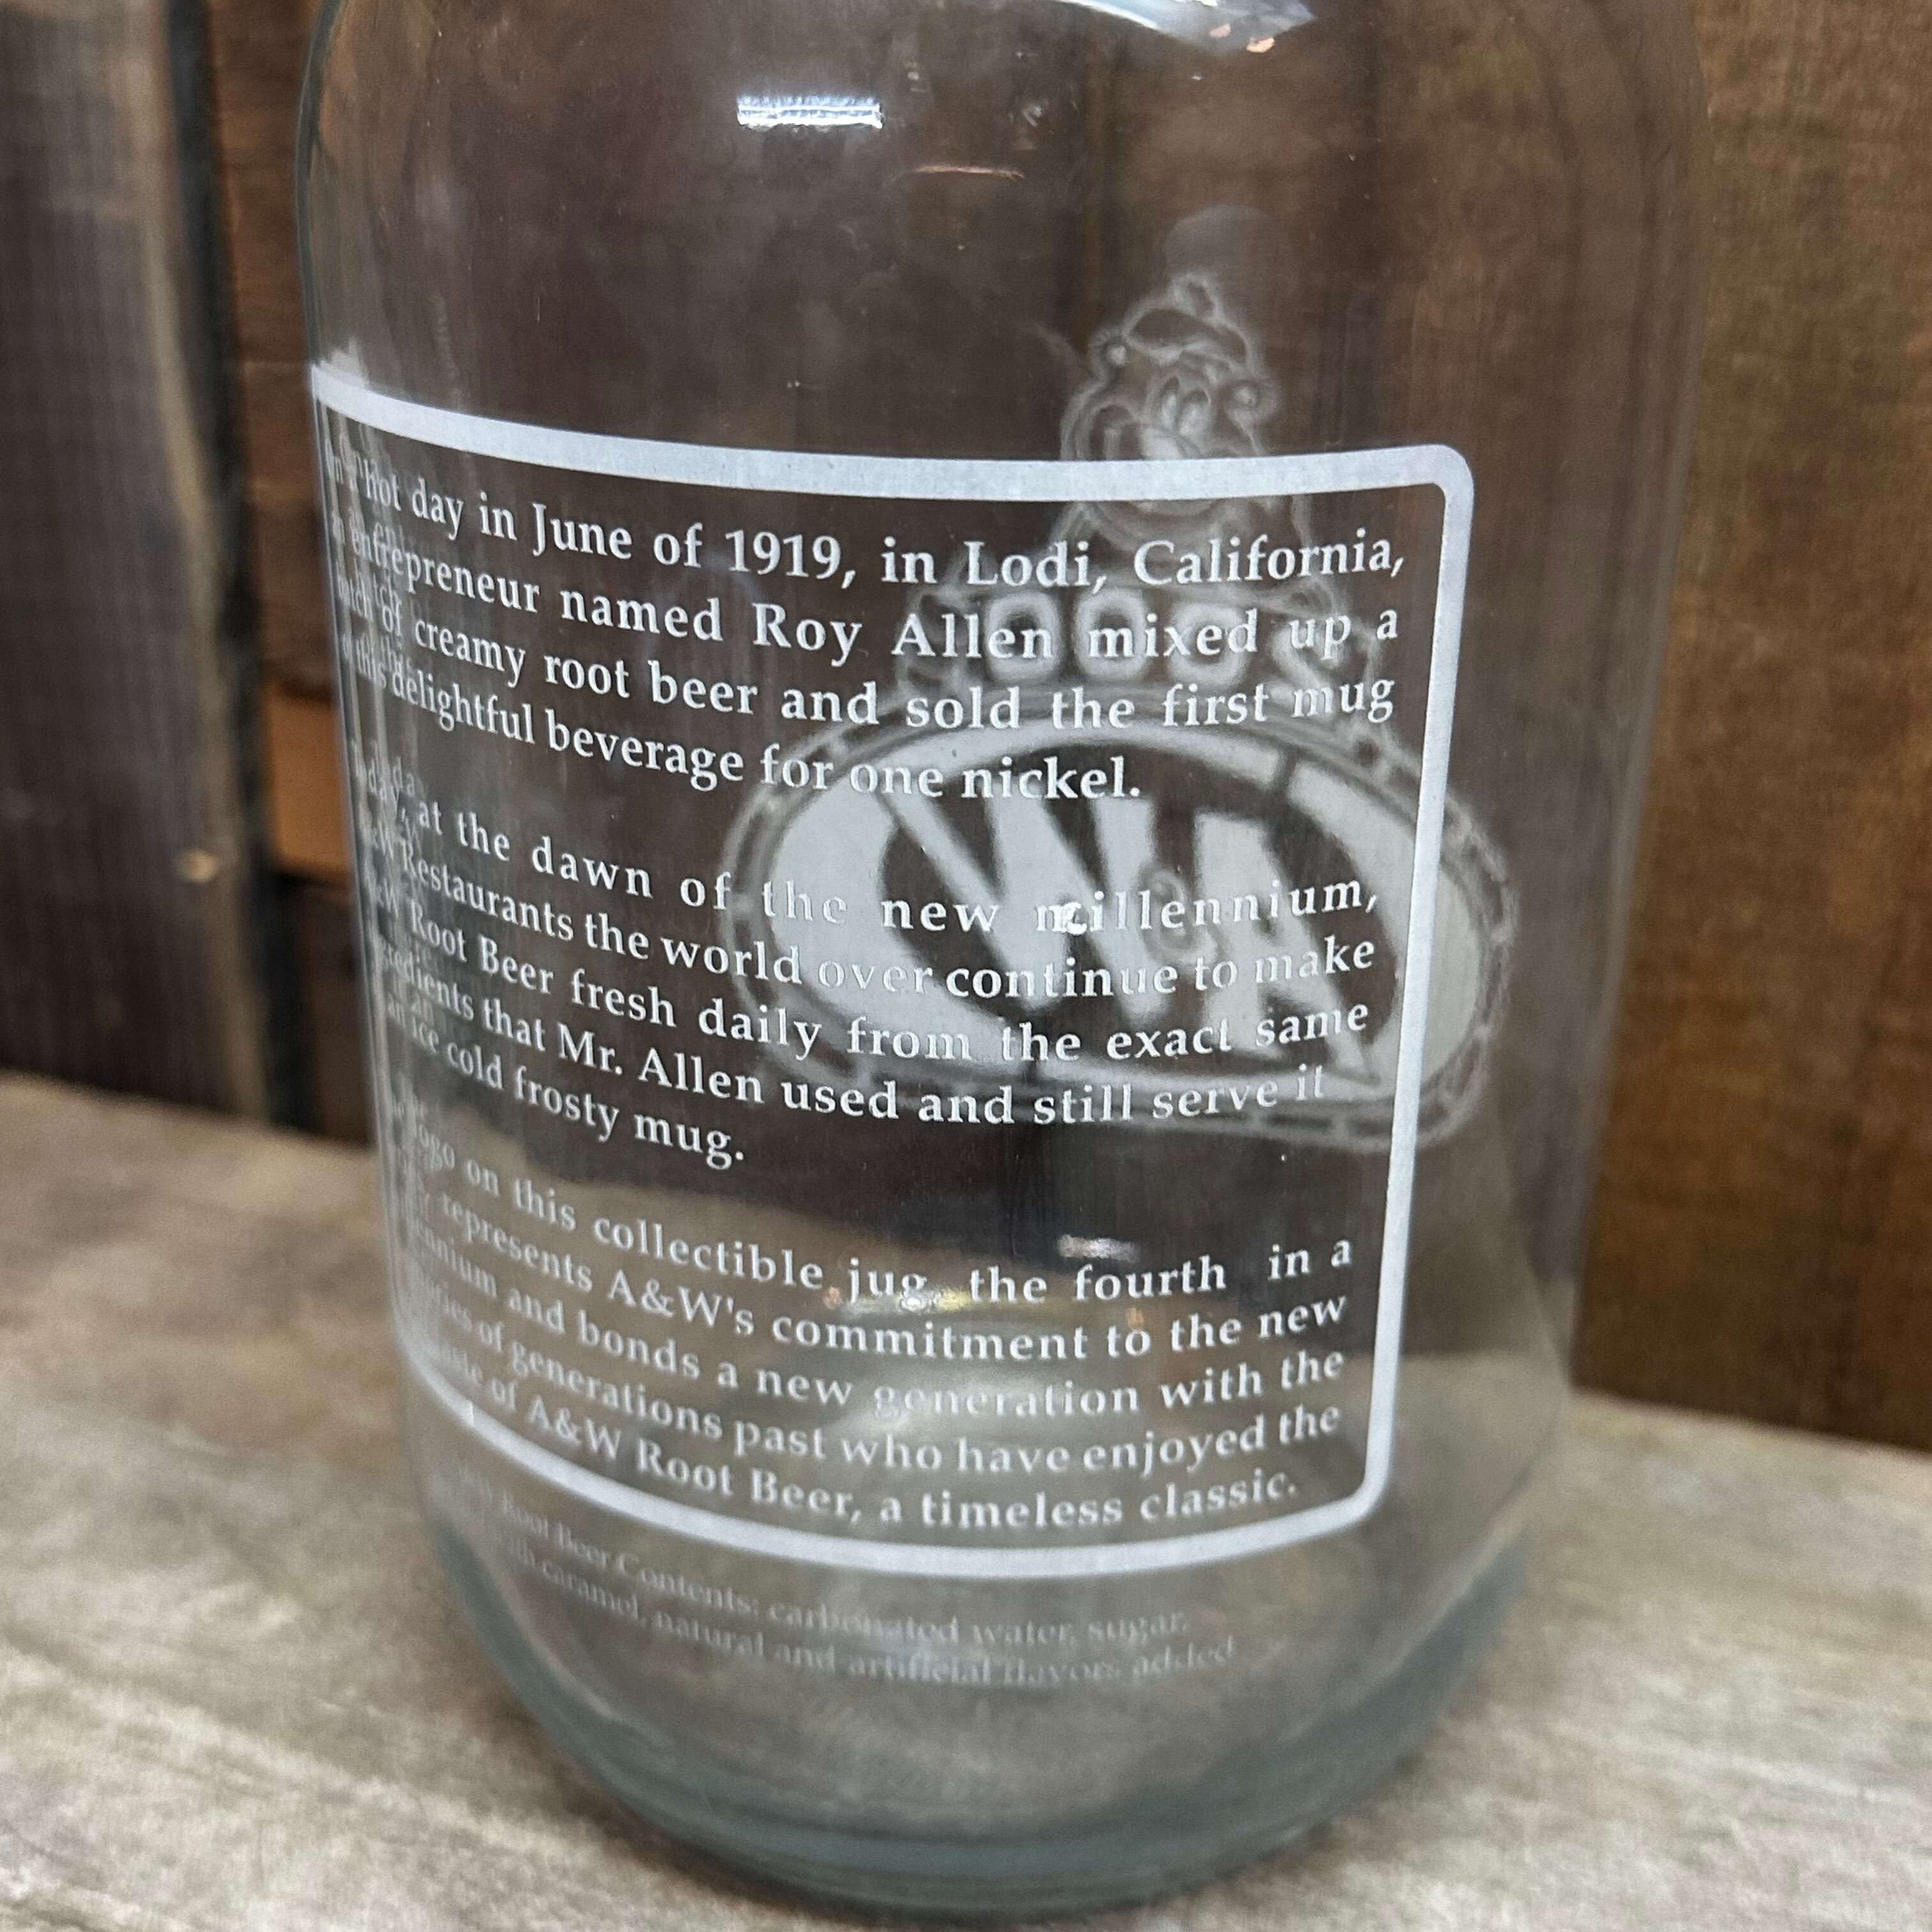 hot day in June of 1919, in Lodi, California,
entrepreneur named Roy Allen mixed up a
of creamy root beer and sold the first mug
this delightful beverage for one nickel.
at the dawn of the new millennium,
Restaurants the world over continue to make
Root Beer fresh daily from the exact same
ingredients that Mr. Allen used and still serve it
an ice cold frosty mug.
logo on this collectible jug, the fourth in a
represents A&W's commitment to the new
and bonds a new generation with the
of generations past who have enjoyed the
taste of A&W Root Beer, a timeless classic.
Root Beer Contents: carbonated water, sugar,
caramel, natural and artificial flavors added
2000
A&W